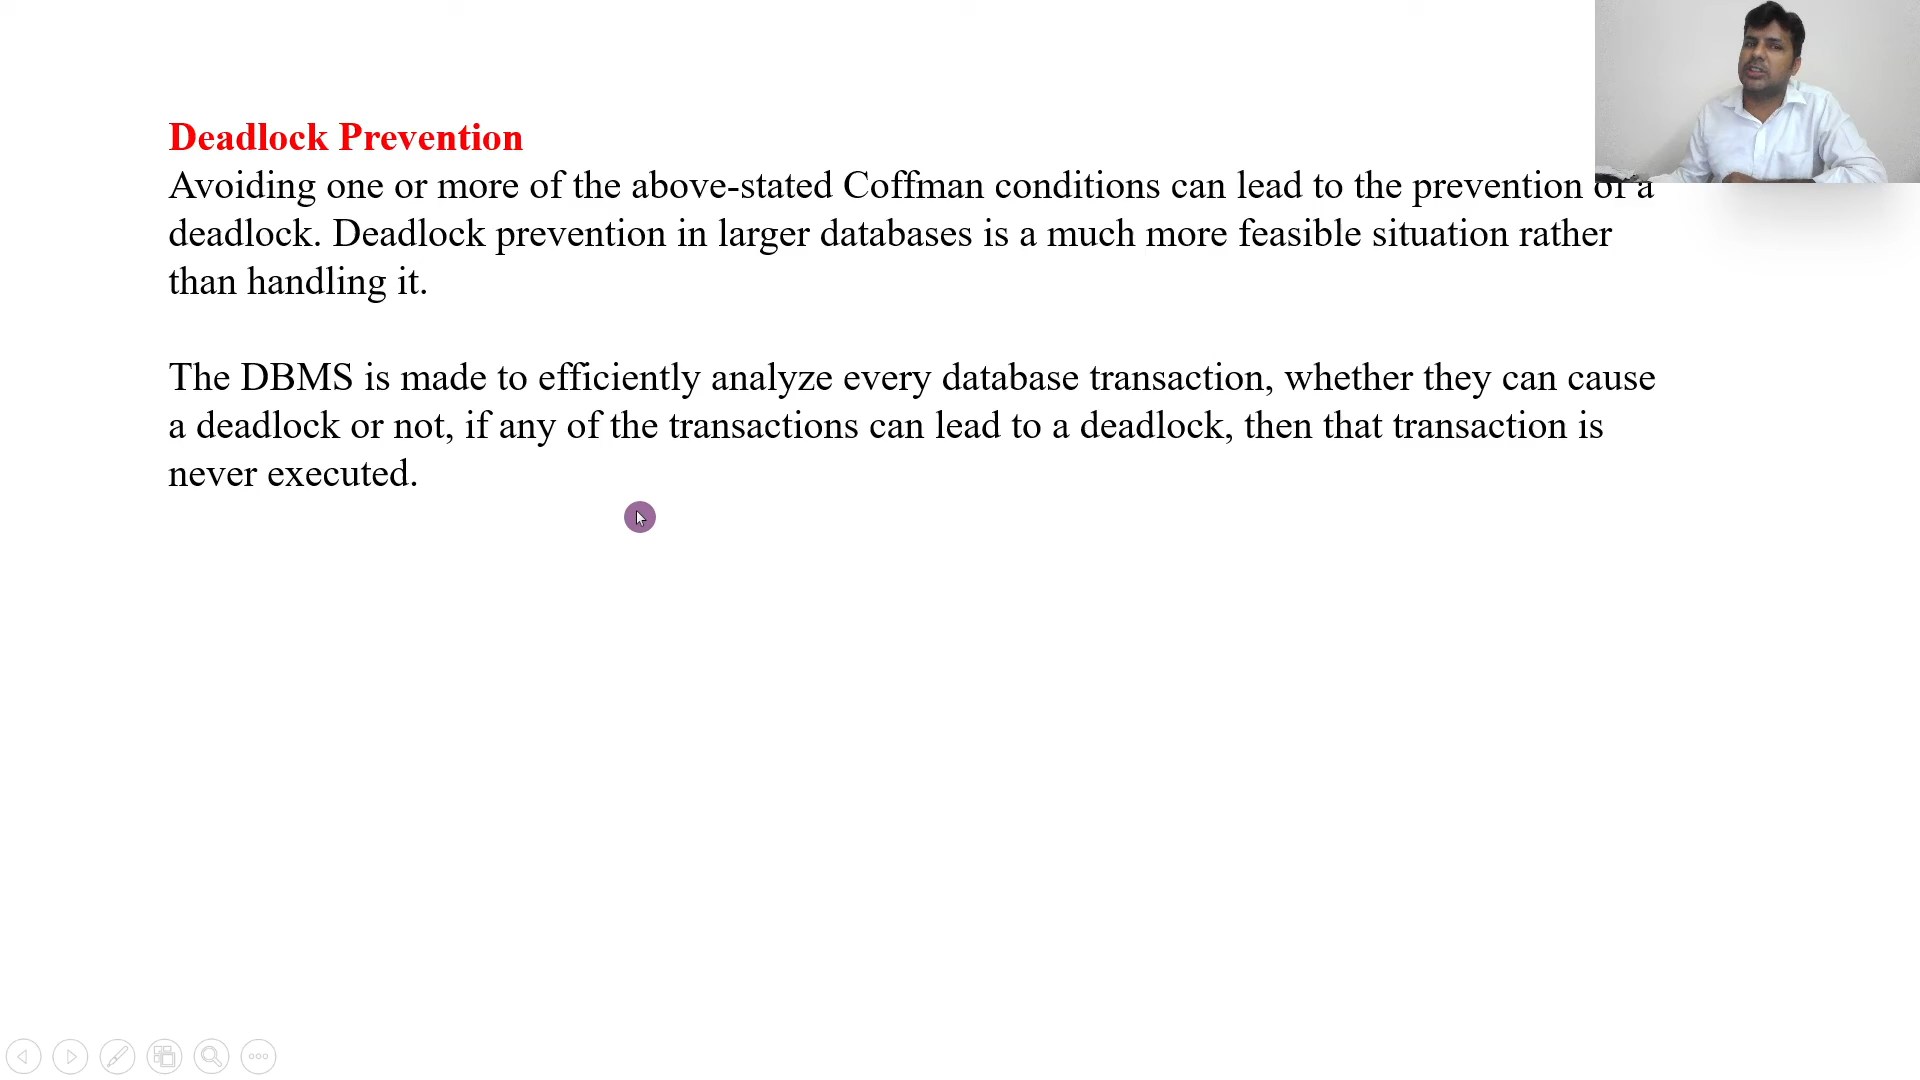 Deadlock Prevention
Avoiding one or more of the above-stated Coffman conditions can lead to the prevention of a
deadlock. Deadlock prevention in larger databases is a much more feasible situation rather
than handling it.
The DBMS is made to efficiently analyze every database transaction, whether they can cause
a deadlock or not, if any of the transactions can lead to a deadlock, then that transaction is
never executed.